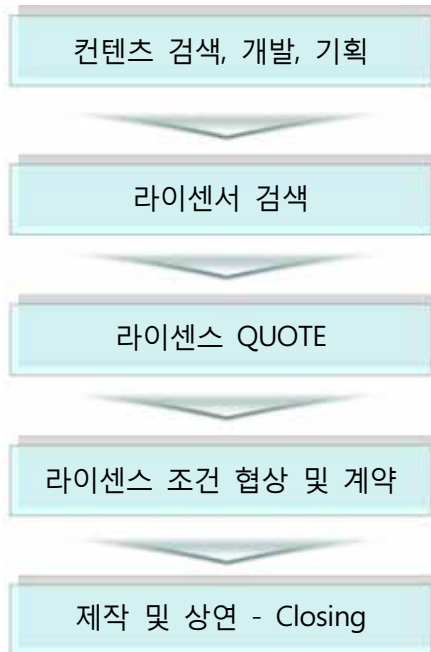 컨텐츠 검색, 개발, 기획
라이센서 검색
라이센스 QUOTE
라이센스 조건 협상 및 계약
제작 및 상연 - Closing